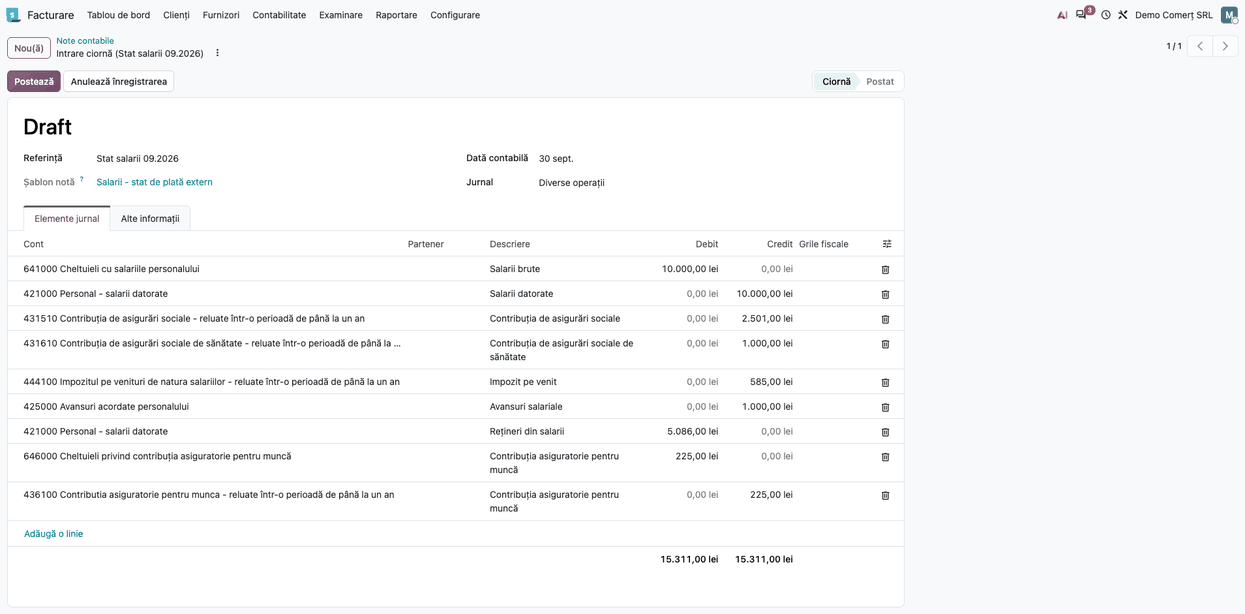 Facturare Tablou de bord Clienți Furnizori Contabilitate Examinare Raportare Configurare AI 3 Demo Comerț SRL M
Nou(ă) Note contabile
Intrare ciornă (Stat salarii 09.2026) 1 / 1
Postează Anulează înregistrarea Ciornă Postat
Draft
Referință Stat salarii 09.2026 Dată contabilă 30 sept.
Șablon notă ? Salarii - stat de plată extern Jurnal Diverse operații
Elemente jurnal Alte informații
Cont Partener Descriere Debit Credit Grile fiscale
641000 Cheltuieli cu salariile personalului Salarii brute 10.000,00 lei 0,00 lei
421000 Personal - salarii datorate Salarii datorate 0,00 lei 10.000,00 lei
431510 Contribuția de asigurări sociale - reluate într-o perioadă de până la un an Contribuția de asigurări sociale 0,00 lei 2.501,00 lei
431610 Contribuția de asigurări sociale de sănătate - reluate într-o perioadă de până la ... Contribuția de asigurări sociale de 0,00 lei 1.000,00 lei
sănătate
444100 Impozitul pe venituri de natura salariilor - reluate într-o perioadă de până la un an Impozit pe venit 0,00 lei 585,00 lei
425000 Avansuri acordate personalului Avansuri salariale 0,00 lei 1.000,00 lei
421000 Personal - salarii datorate Rețineri din salarii 5.086,00 lei 0,00 lei
646000 Cheltuieli privind contribuția asiguratorie pentru muncă Contribuția asiguratorie pentru 225,00 lei 0,00 lei
muncă
436100 Contributia asiguratorie pentru munca - reluate într-o perioadă de până la un an Contribuția asiguratorie pentru 0,00 lei 225,00 lei
muncă
Adăugă o linie
15.311,00 lei 15.311,00 lei